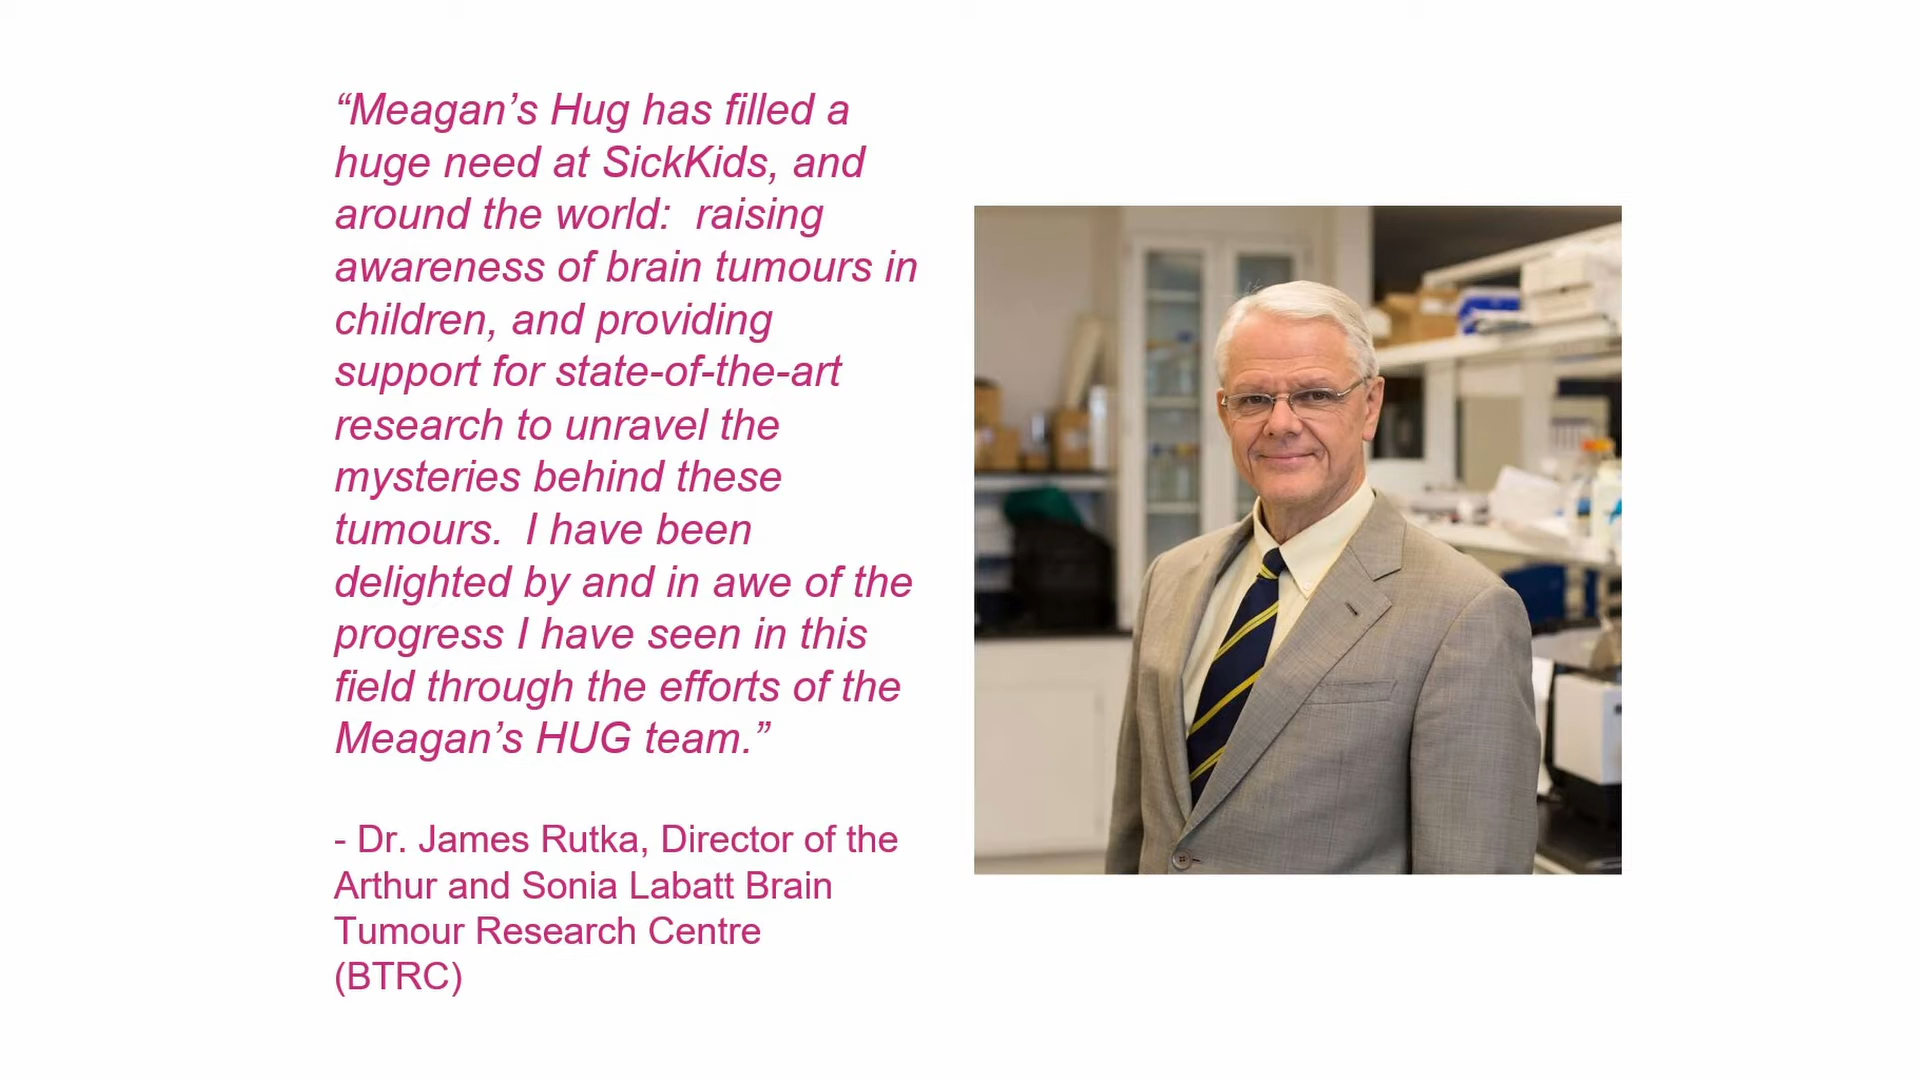 “Meagan’s Hug has filled a
huge need at SickKids, and
around the world:  raising
awareness of brain tumours in
children, and providing
support for state-of-the-art
research to unravel the
mysteries behind these
tumours.  I have been
delighted by and in awe of the
progress I have seen in this
field through the efforts of the
Meagan’s HUG team.”
- Dr. James Rutka, Director of the
Arthur and Sonia Labatt Brain
Tumour Research Centre
(BTRC)